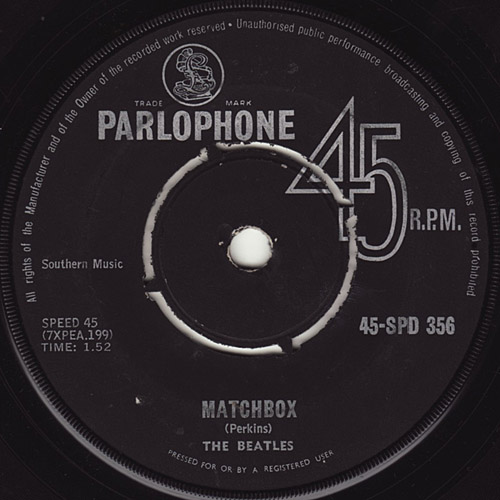 All rights of the Manufacturer and of the Owner of the recorded work reserved • Unauthorised public performance, broadcasting and copying of this record prohibited
TRADE MARK
PARLOPHONE
45
R.P.M.
Southern Music
SPEED 45
(7XPEA.199)
TIME: 1.52
45-SPD 356
MATCHBOX
(Perkins)
THE BEATLES
PRESSED FOR OR BY A REGISTERED USER